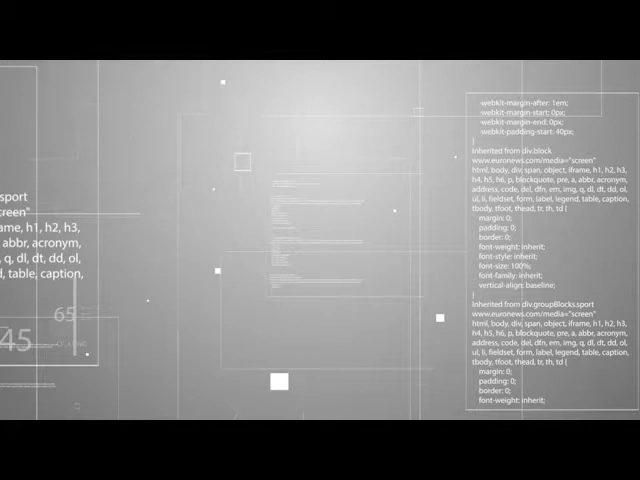 sport
creen"
ame, h1, h2, h3,
abbr, acronym,
, q, dl, dt, dd, ol,
d, table, caption,
65
45
-webkit-margin-after: 1em;
-webkit-margin-start: 0px;
-webkit-margin-end: 0px;
-webkit-padding-start: 40px;
}
Inherited from div.block
www.euronews.com/media="screen"
html, body, div, span, object, iframe, h1, h2, h3,
h4, h5, h6, p, blockquote, pre, a, abbr, acronym,
address, code, del, dfn, em, img, q, dl, dt, dd, ol,
ul, li, fieldset, form, label, legend, table, caption,
tbody, tfoot, thead, tr, th, td {
margin: 0;
padding: 0;
border: 0;
font-weight: inherit;
font-style: inherit;
font-size: 100%;
font-family: inherit;
vertical-align: baseline;
}
Inherited from div.groupBlocks.sport
www.euronews.com/media="screen"
html, body, div, span, object, iframe, h1, h2, h3,
h4, h5, h6, p, blockquote, pre, a, abbr, acronym,
address, code, del, dfn, em, img, q, dl, dt, dd, ol,
ul, li, fieldset, form, label, legend, table, caption,
tbody, tfoot, thead, tr, th, td {
margin: 0;
padding: 0;
border: 0;
font-weight: inherit;